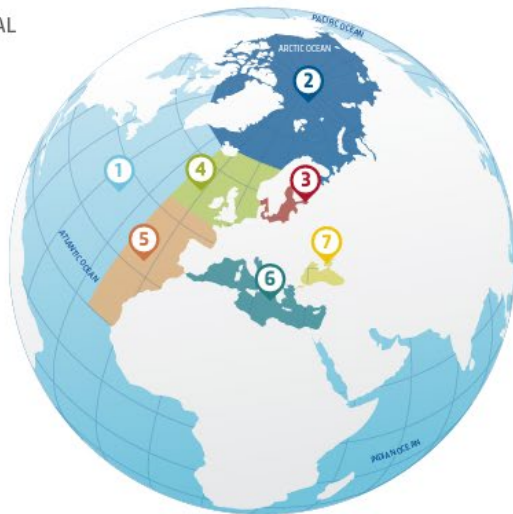 AL
PACIFIC OCEAN
ARCTIC OCEAN
2
1
4
3
5
7
ATLANTIC OCEAN
6
INDIAN OCEAN